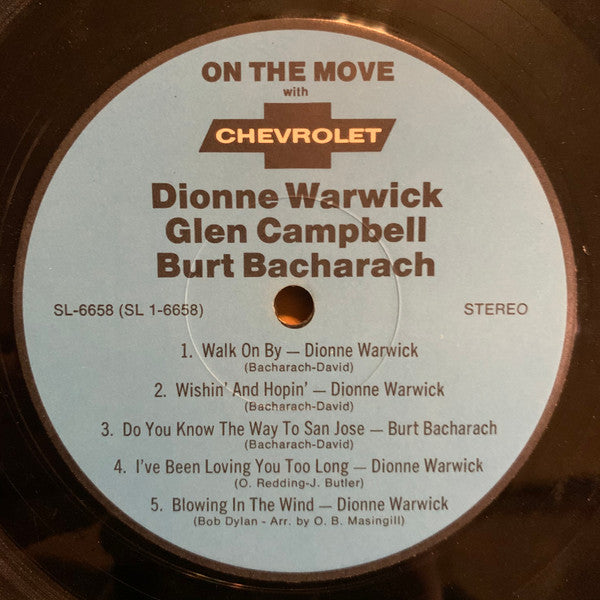 ON THE MOVE
with
CHEVROLET
Dionne Warwick
Glen Campbell
Burt Bacharach
SL-6658 (SL 1-6658) STEREO
1. Walk On By — Dionne Warwick
(Bacharach-David)
2. Wishin' And Hopin' — Dionne Warwick
(Bacharach-David)
3. Do You Know The Way To San Jose — Burt Bacharach
(Bacharach-David)
4. I've Been Loving You Too Long — Dionne Warwick
(O. Redding-J. Butler)
5. Blowing In The Wind — Dionne Warwick
(Bob Dylan - Arr. by O. B. Masingill)